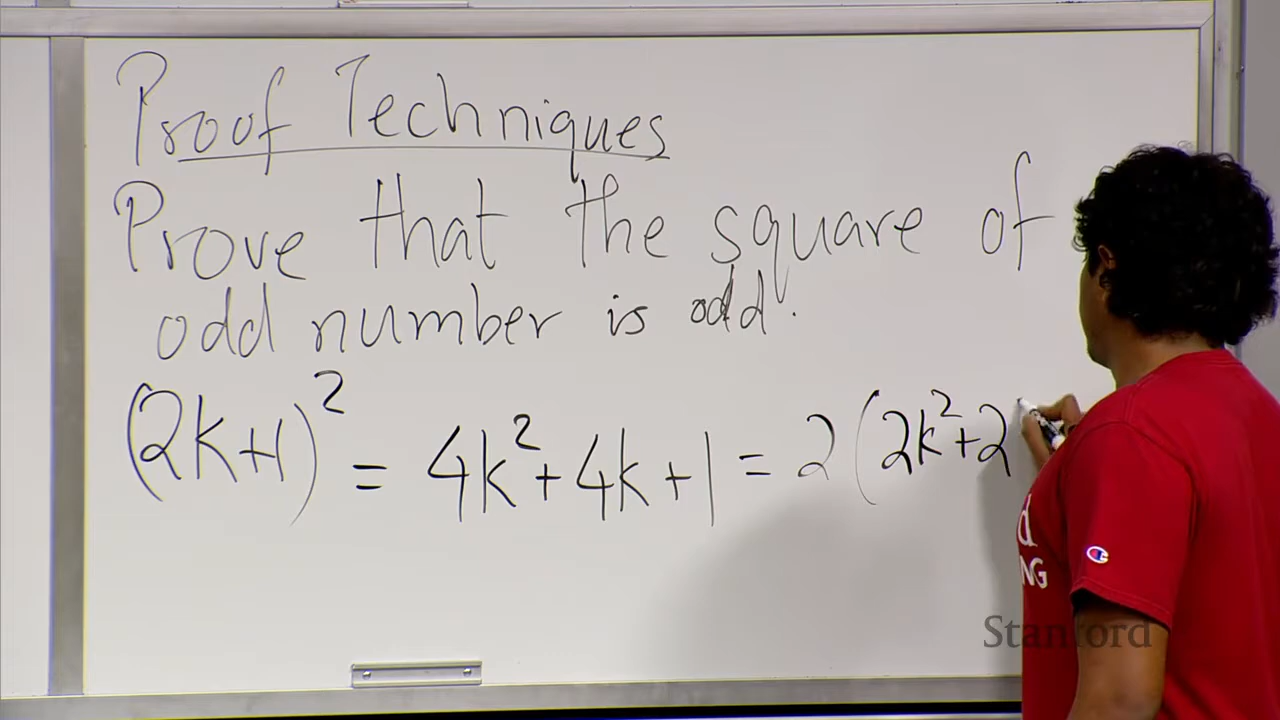 Proof Techniques
Prove that the square of
odd number is odd.
(2k+1)² = 4k²+4k+1 = 2(2k²+2
NG
Stanford